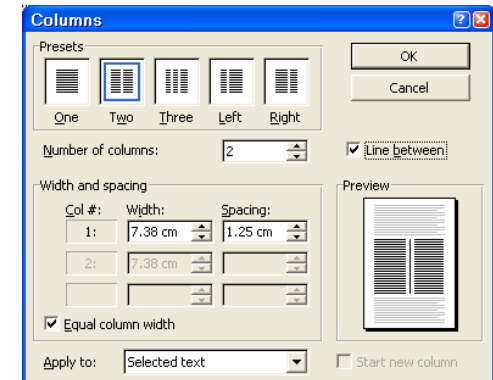 Columns
Presets
One Two Three Left Right
OK
Cancel
Number of columns: 2
Line between
Width and spacing
Col #: Width: Spacing:
1: 7.38 cm 1.25 cm
2: 7.38 cm
Equal column width
Preview
Apply to: Selected text
Start new column